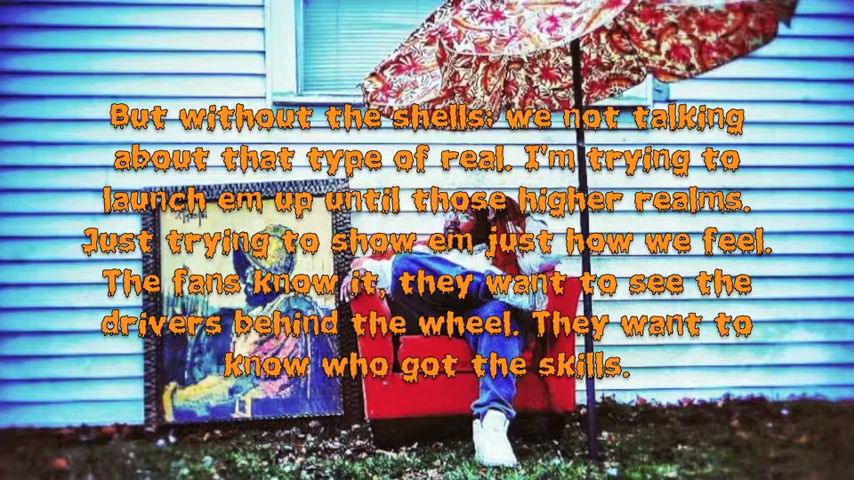 But without the shells; we not talking
about that type of real. I'm trying to
launch em up until those higher realms.
Just trying to show em just how we feel.
The fans know it, they want to see the
drivers behind the wheel. They want to
know who got the skills.